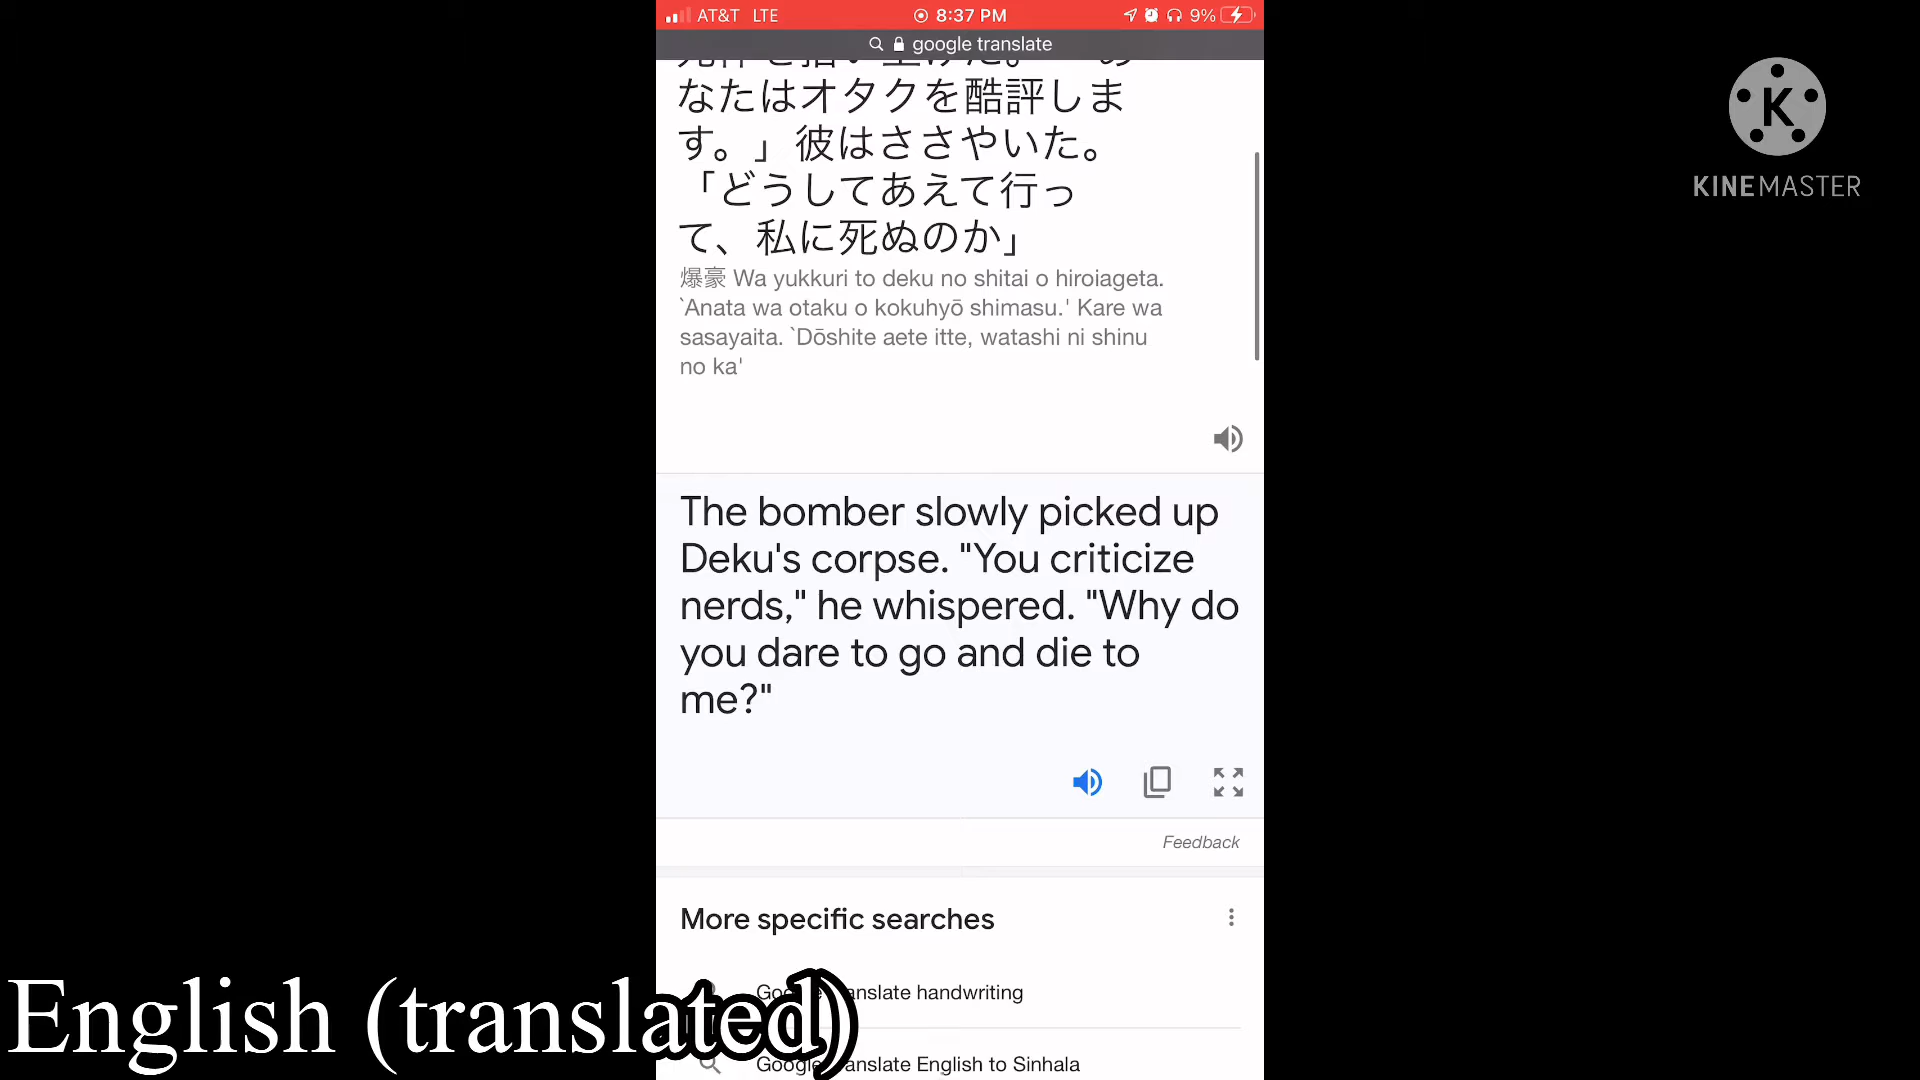 AT&T LTE 8:37 PM 9%
google translate
なたはオタクを酷評しま
す。」彼はささやいた。
「どうしてあえて行っ
て、私に死ぬのか」
爆豪 Wa yukkuri to deku no shitai o hiroiageta.
`Anata wa otaku o kokuhyō shimasu.' Kare wa
sasayaita. `Dōshite aete itte, watashi ni shinu
no ka'
The bomber slowly picked up
Deku's corpse. "You criticize
nerds," he whispered. "Why do
you dare to go and die to
me?"
Feedback
More specific searches
handwriting
English to Sinhala
English (translated)
K
KINEMASTER